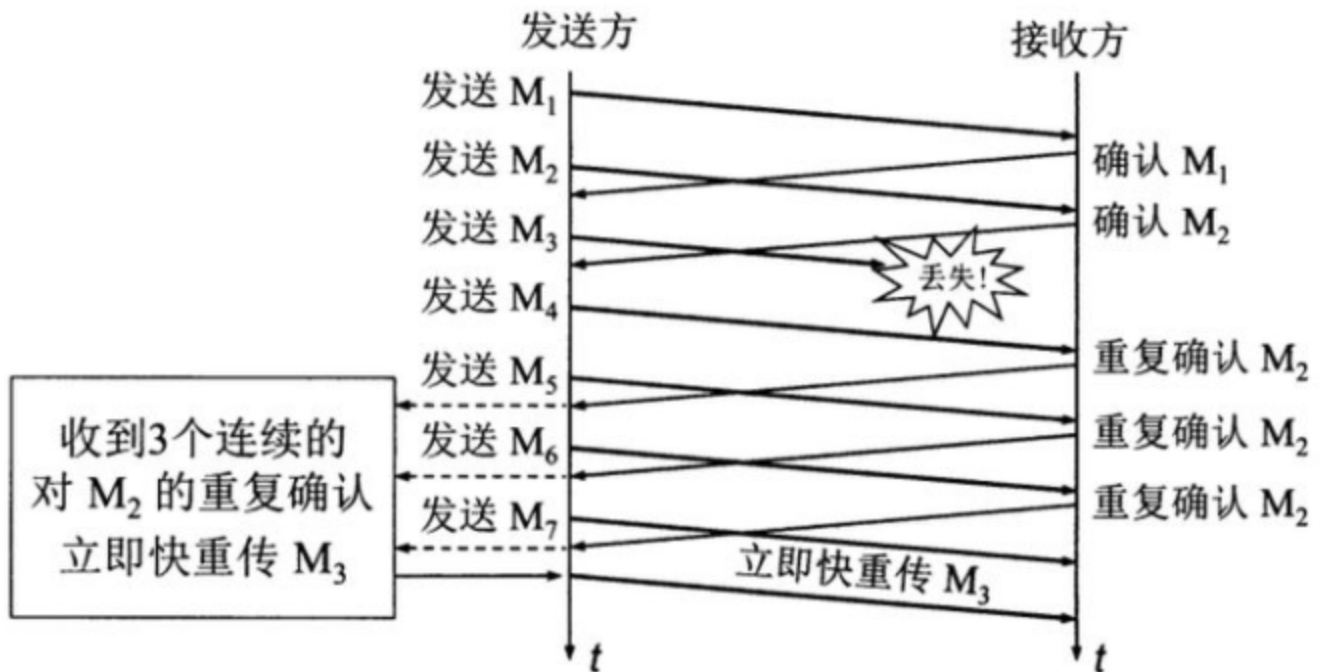 发送方
接收方
发送 M₁
发送 M₂
确认 M₁
发送 M₃
确认 M₂
丢失!
发送 M₄
重复确认 M₂
发送 M₅
收到3个连续的
对 M₂ 的重复确认
立即快重传 M₃
发送 M₆
重复确认 M₂
发送 M₇
重复确认 M₂
立即快重传 M₃
t
t